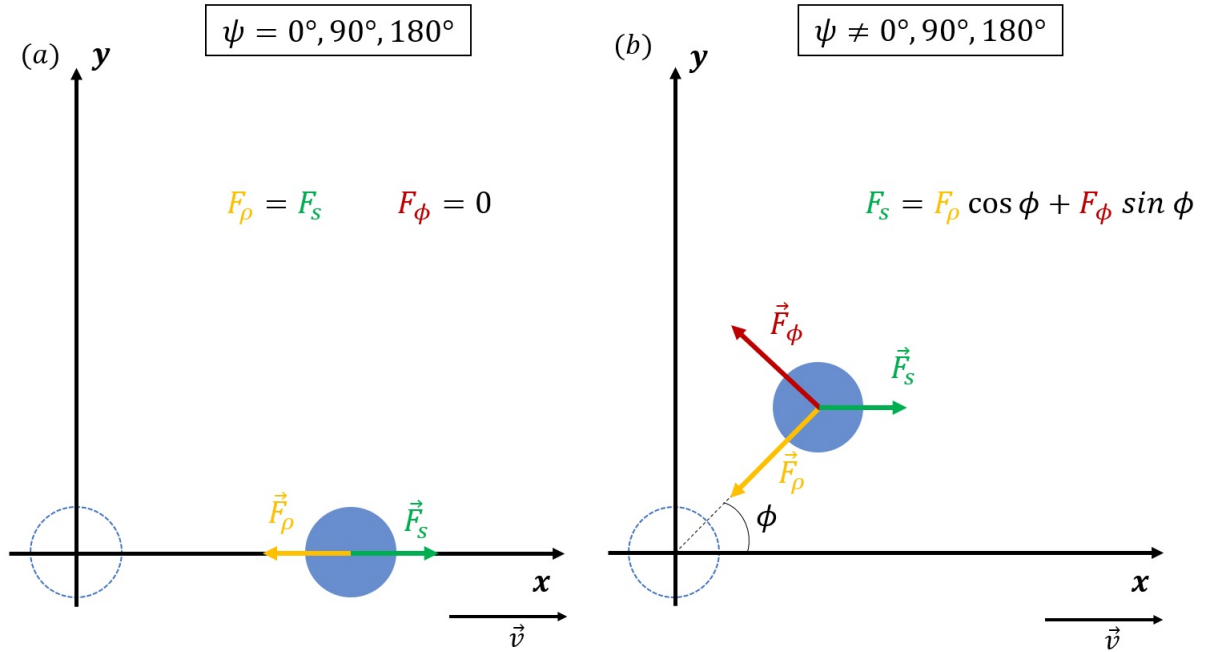 ψ = 0°, 90°, 180°
(a)
y
F_ρ = F_s
F_ϕ = 0
F⃗_ρ
F⃗_s
x
v⃗
ψ ≠ 0°, 90°, 180°
(b)
y
F_s = F_ρ cos ϕ + F_ϕ sin ϕ
F⃗_ϕ
F⃗_s
F⃗_ρ
ϕ
x
v⃗